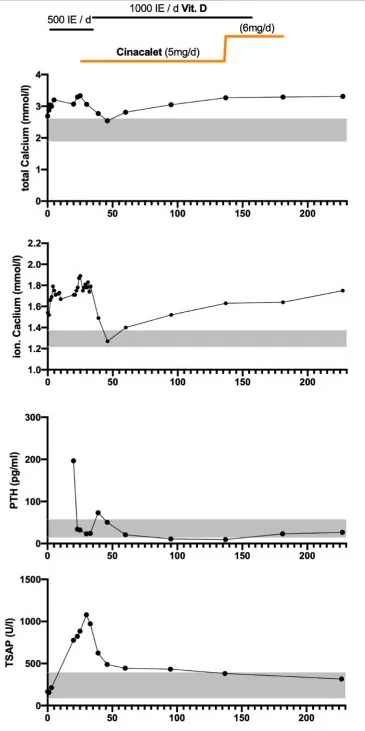 1000 IE / d Vit. D
500 IE / d
(6mg/d)
Cinacalet (5mg/d)
total Calcium (mmol/l)
4
3
2
1
0
0 50 100 150 200
ion. Caclium (mmol/l)
2.2
2.0
1.8
1.6
1.4
1.2
1.0
0 50 100 150 200
PTH (pg/ml)
300
200
100
0
0 50 100 150 200
TSAP (U/l)
1500
1000
500
0
0 50 100 150 200